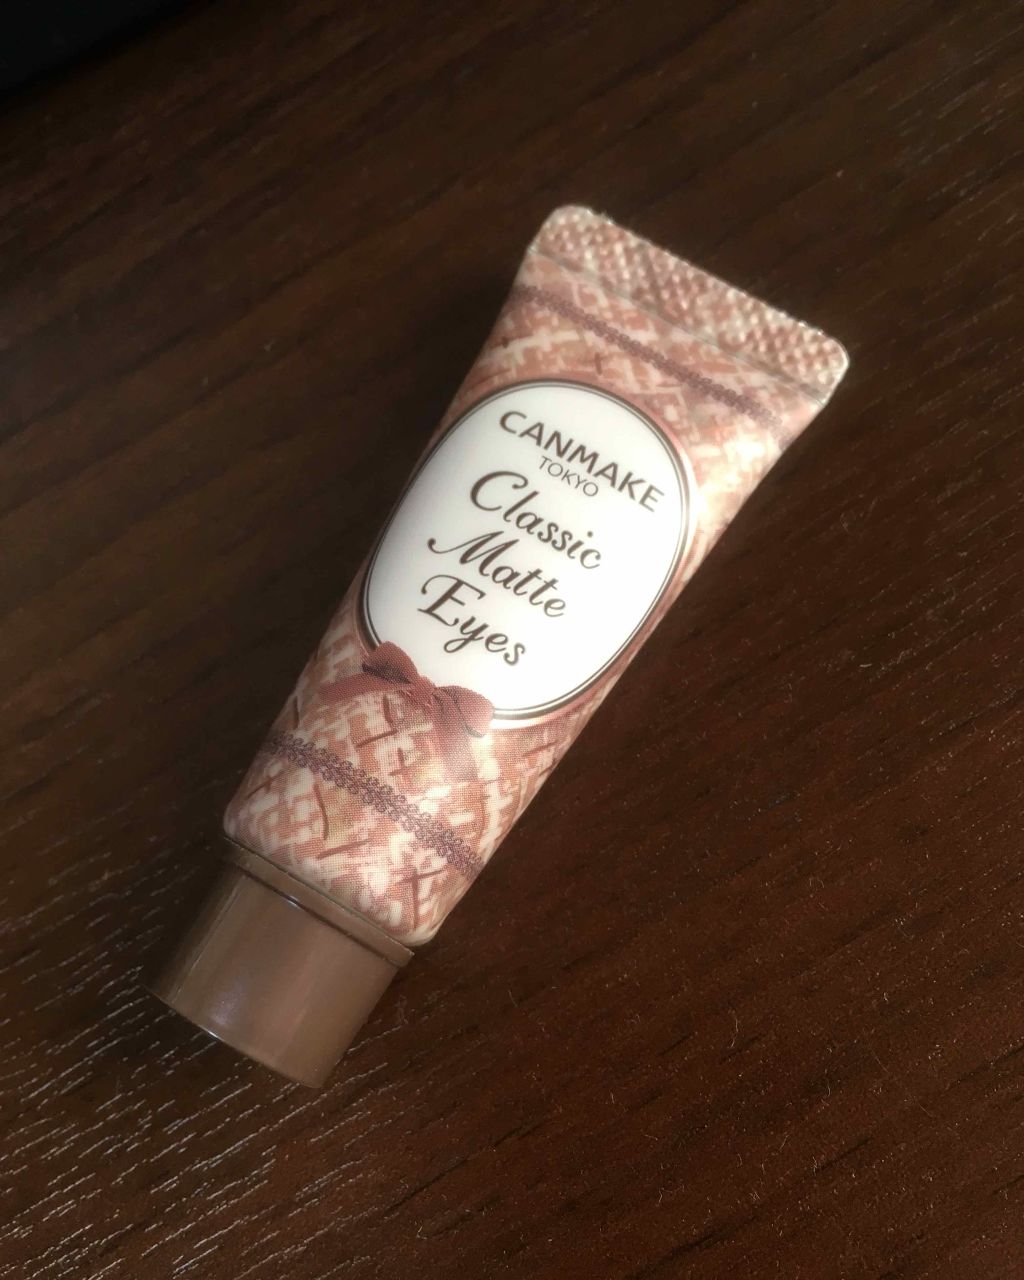 CANMAKE
TOKYO
Classic
Matte
Eyes